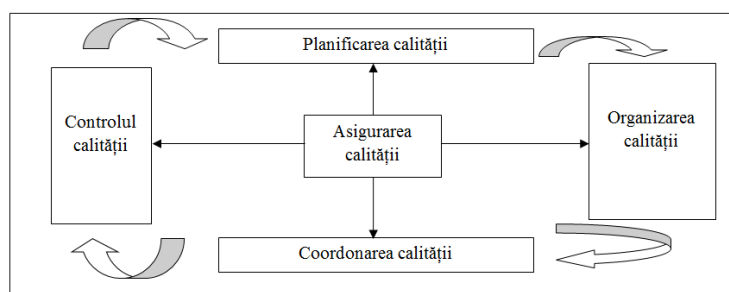 Planificarea calității
Controlul
calității
Asigurarea
calității
Organizarea
calității
Coordonarea calității